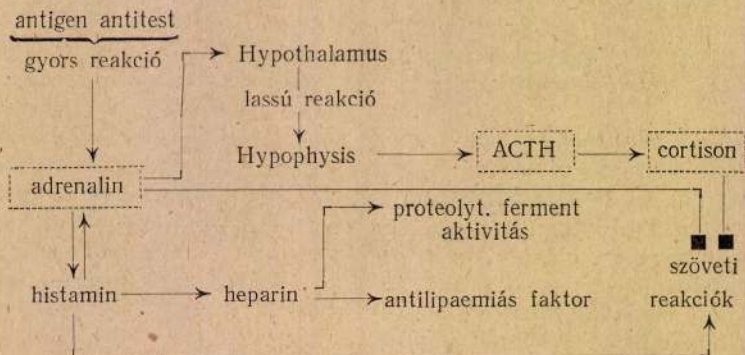 antigen antitest
gyors reakció
Hypothalamus
lassú reakció
Hypophysis
ACTH
cortison
adrenalin
proteolyt. ferment
aktivitás
szöveti
reakciók
histamin
heparin
antilipaemiás faktor